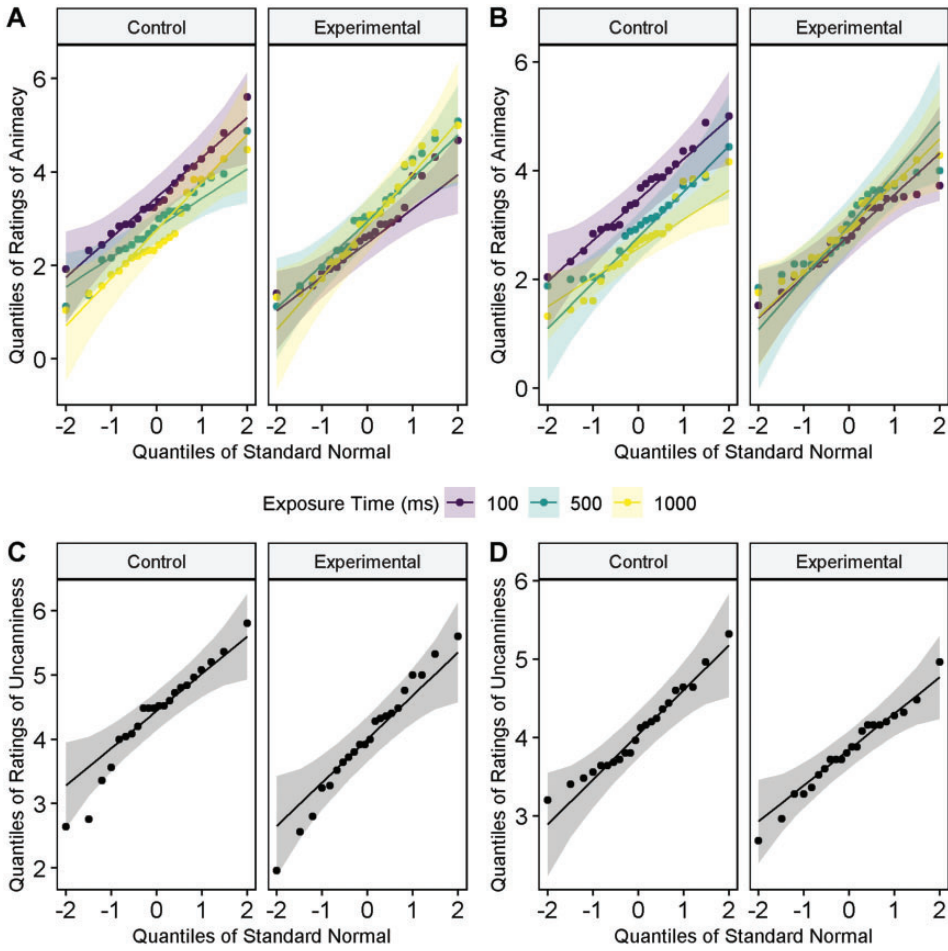 A
Control
Experimental
Quantiles of Ratings of Animacy
6
4
2
0
-2 -1 0 1 2
-2 -1 0 1 2
Quantiles of Standard Normal
B
Control
Experimental
Quantiles of Ratings of Animacy
6
4
2
0
-2 -1 0 1 2
-2 -1 0 1 2
Quantiles of Standard Normal
Exposure Time (ms) 100 500 1000
C
Control
Experimental
Quantiles of Ratings of Uncanniness
6
5
4
3
2
-2 -1 0 1 2
-2 -1 0 1 2
Quantiles of Standard Normal
D
Control
Experimental
Quantiles of Ratings of Uncanniness
6
5
4
3
-2 -1 0 1 2
-2 -1 0 1 2
Quantiles of Standard Normal